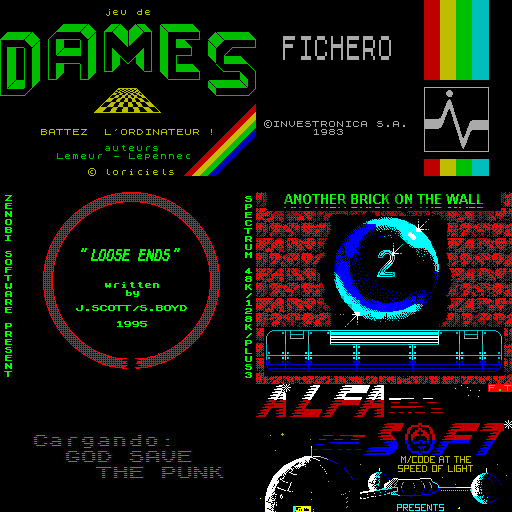 jeu de
DAMES
BATTEZ L'ORDINATEUR !
auteurs
Lemeur - Lepennec
© loriciels
FICHERO
©INVESTRONICA S.A.
1983
ZENOBI SOFTWARE PRESENT
"LOOSE ENDS"
written
by
J.SCOTT/S.BOYD
1995
SPECTRUM 48K/128K/PLUS3
ANOTHER BRICK ON THE WALL
2
Cargando:
GOD SAVE
THE PUNK
ALFA
SOFT
F.T
M/CODE AT THE
SPEED OF LIGHT
PRESENTS